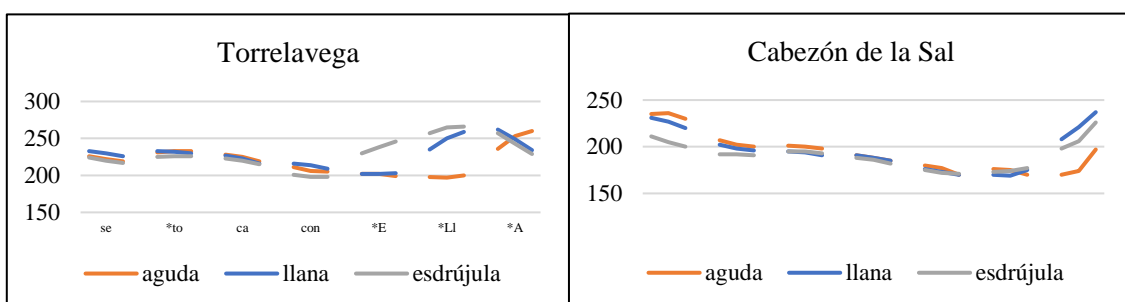 Torrelavega
300
250
200
150
se *to ca con *E *Ll *A
aguda llana esdrújula
Cabezón de la Sal
250
200
150
aguda llana esdrújula